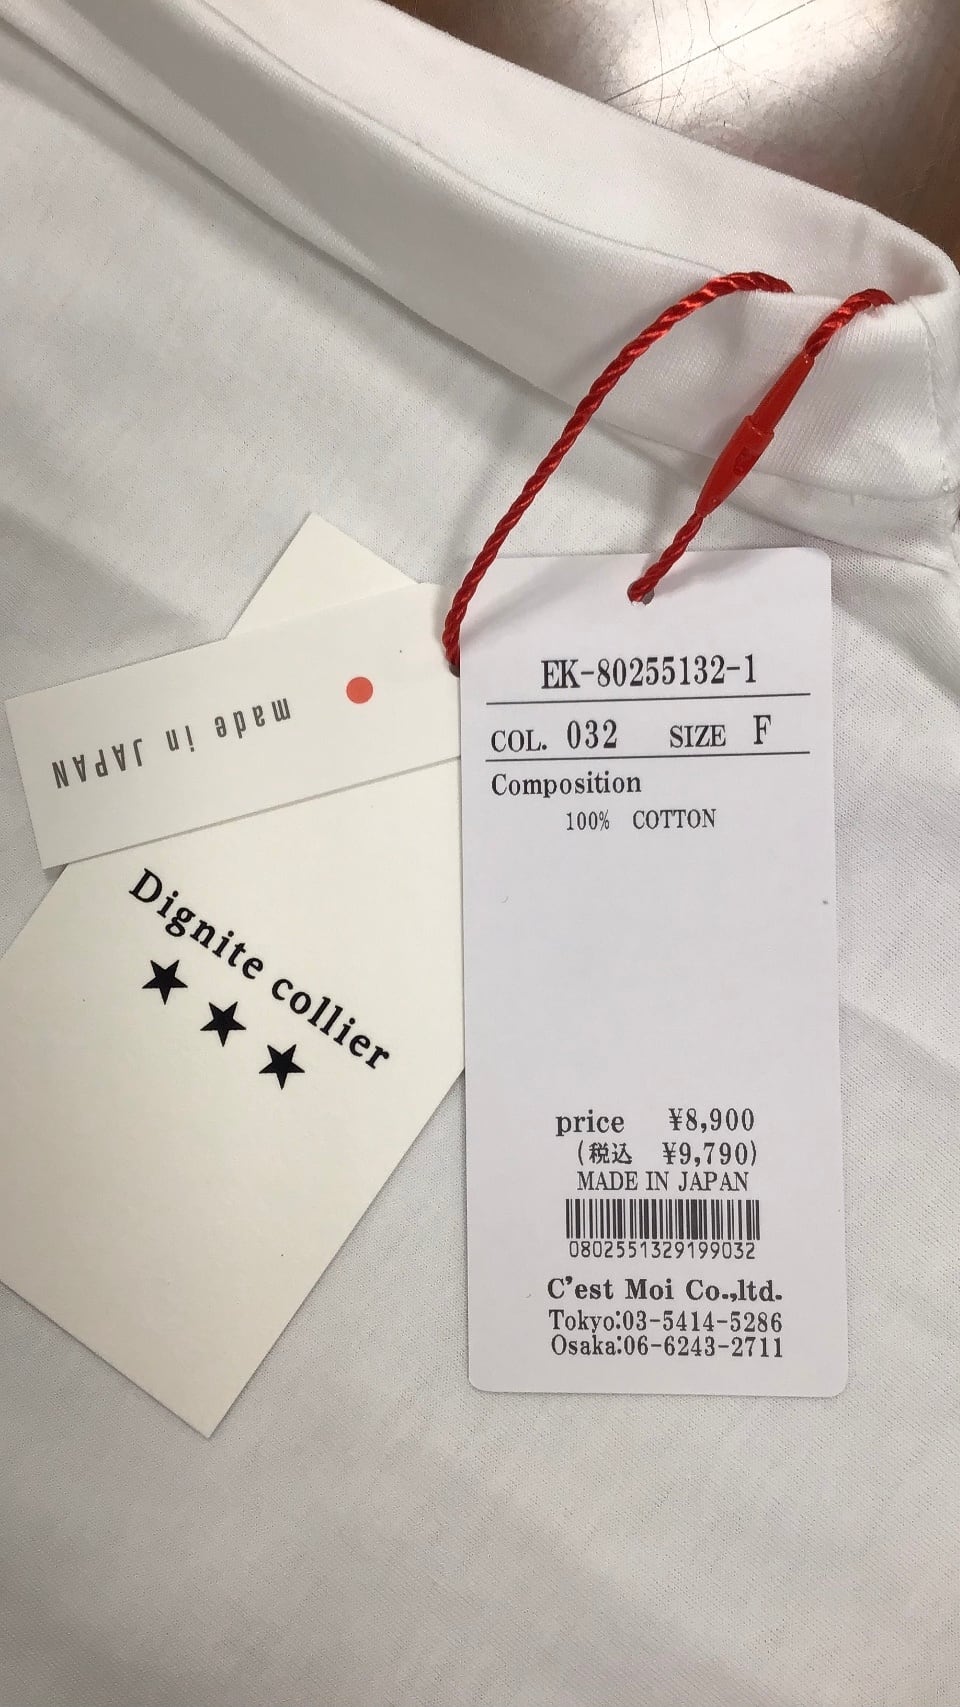 made in JAPAN
Dignite collier
EK-80255132-1
COL. 032 SIZE F
Composition
100% COTTON
price ¥8,900
(税込 ¥9,790)
MADE IN JAPAN
0802551329199032
C'est Moi Co.,ltd.
Tokyo:03-5414-5286
Osaka:06-6243-2711